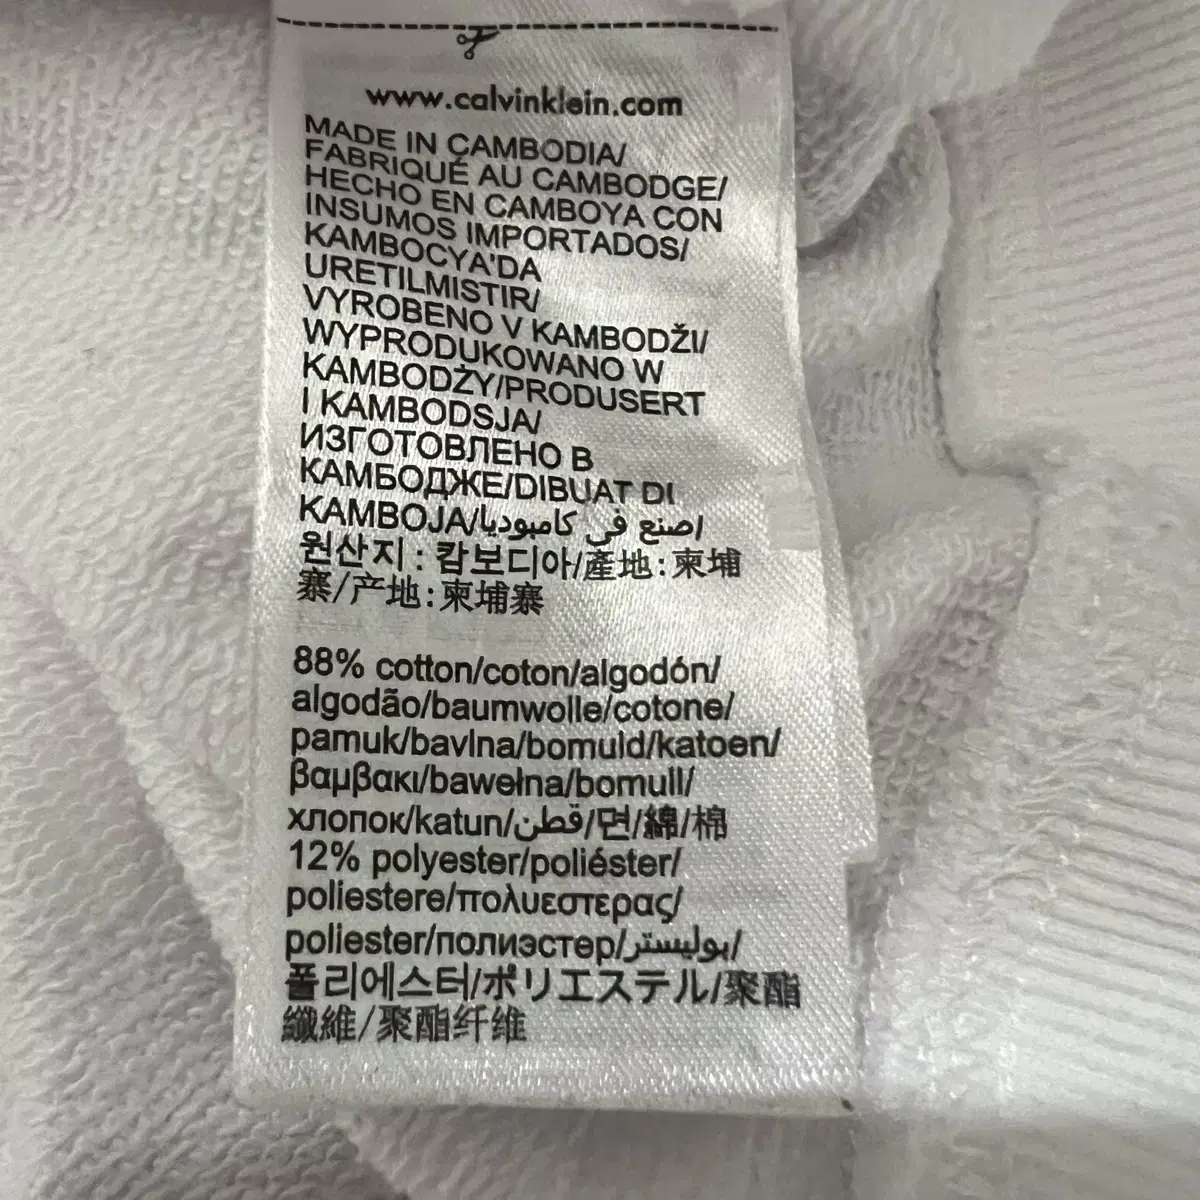 www.calvinklein.com
MADE IN CAMBODIA/
FABRIQUÉ AU CAMBODGE/
HECHO EN CAMBOYA CON
INSUMOS IMPORTADOS/
KAMBOCYA'DA
URETILMISTIR/
VYROBENO V KAMBODŽI/
WYPRODUKOWANO W
KAMBODŻY/PRODUSERT
I KAMBODSJA/
ИЗГОТОВЛЕНО В
КАМБОДЖЕ/DIBUAT DI
KAMBOJA/اصنع في كامبوديا
원산지 : 캄보디아/產地:柬埔
寨/产地:柬埔寨
88% cotton/coton/algodón/
algodão/baumwolle/cotone/
pamuk/bavlna/bomuld/katoen/
βαμβακι/bawełna/bomull/
хлопок/katun/قطن/면/綿/棉
12% polyester/poliéster/
poliestere/πολυεστερας/
poliester/полиэстер/بوليستر/
폴리에스터/ポリエステル/聚酯
纖維/聚酯纤维